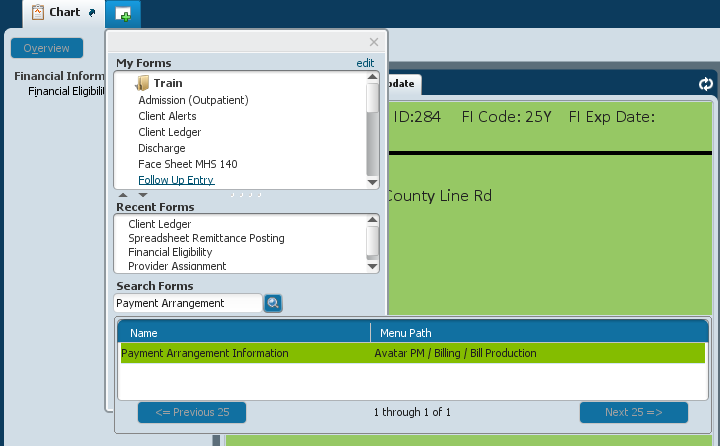 Chart
Overview
Financial Inform
Financial Eligibilit
My Forms
edit
Train
Admission (Outpatient)
Client Alerts
Client Ledger
Discharge
Face Sheet MHS 140
Follow Up Entry
Recent Forms
Client Ledger
Spreadsheet Remittance Posting
Financial Eligibility
Provider Assignment
Search Forms
Payment Arrangement
pdate
ID:284 FI Code: 25Y FI Exp Date:
County Line Rd
Name Menu Path
Payment Arrangement Information Avatar PM / Billing / Bill Production
<= Previous 25 1 through 1 of 1 Next 25 =>